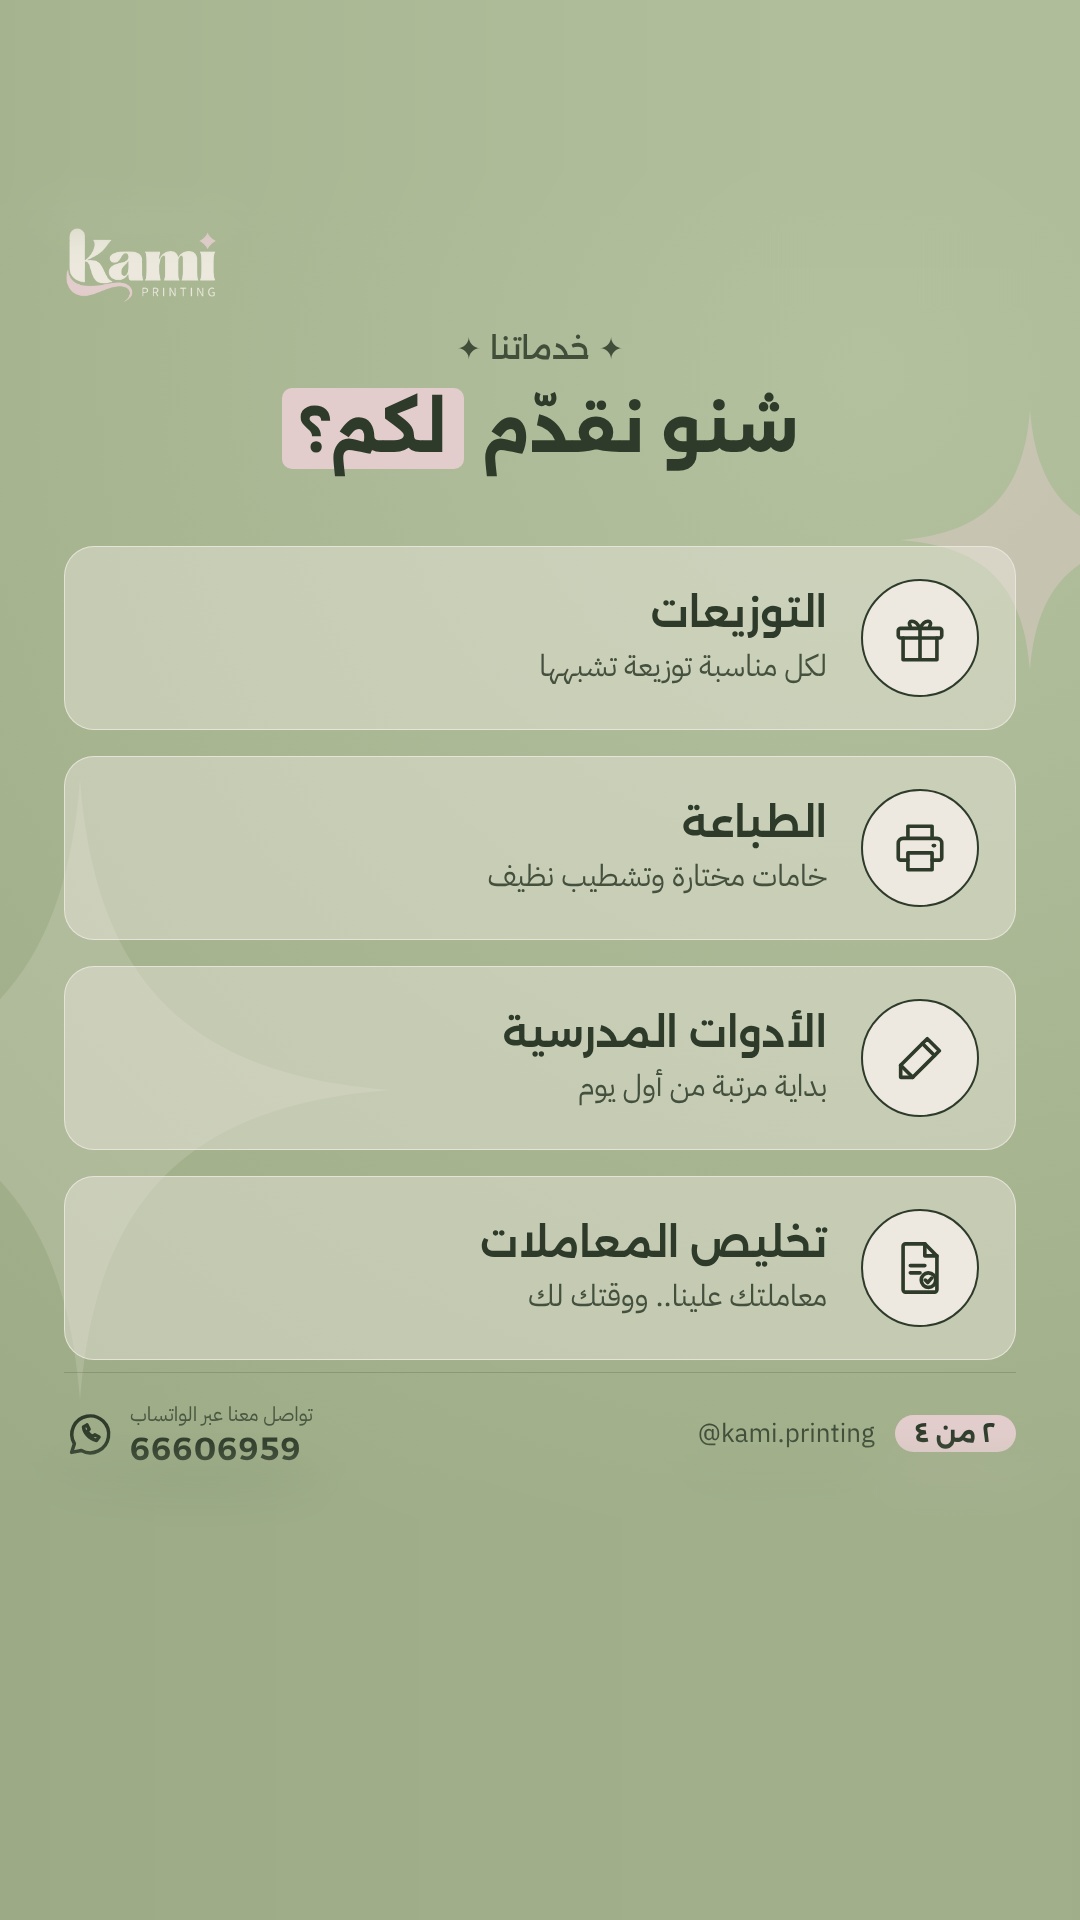 kami
PRINTING
✦ خدماتنا ✦
شنو نقدّم لكم؟
التوزيعات
لكل مناسبة توزيعة تشبهها
الطباعة
خامات مختارة وتشطيب نظيف
الأدوات المدرسية
بداية مرتبة من أول يوم
تخليص المعاملات
معاملتك علينا.. ووقتك لك
٢ من ٤
@kami.printing
تواصل معنا عبر الواتساب
66606959